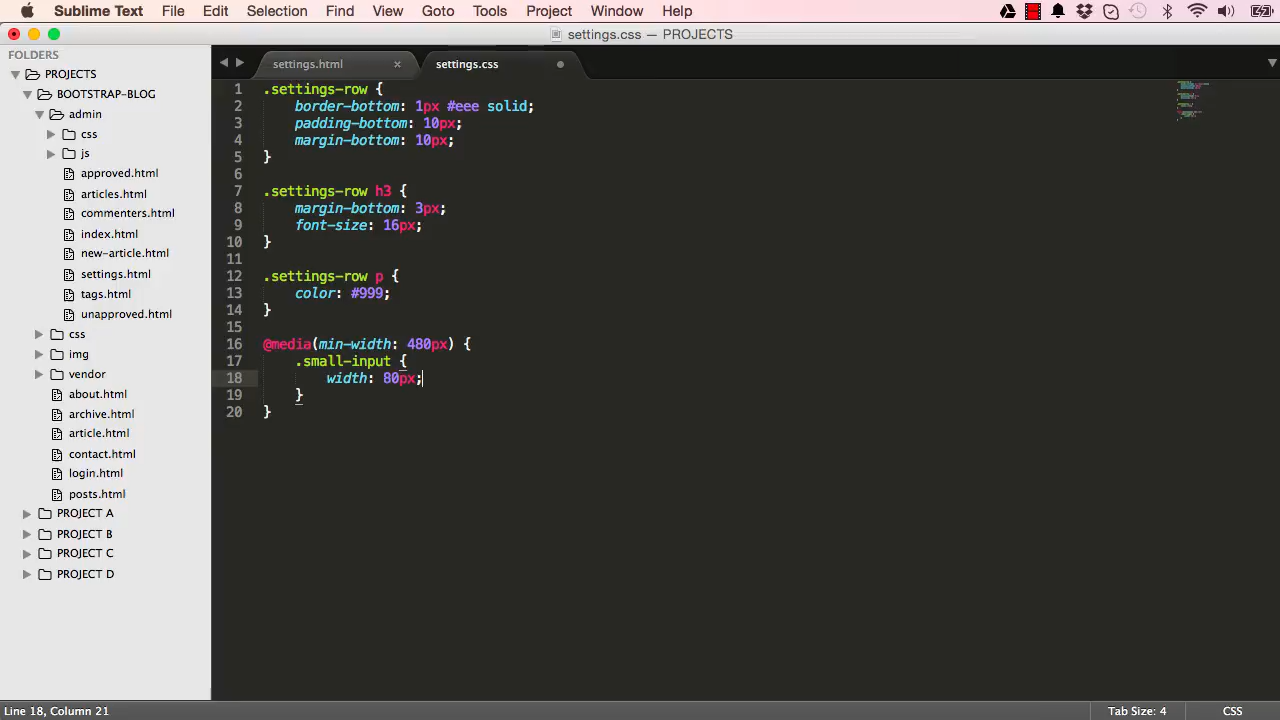 Sublime Text File Edit Selection Find View Goto Tools Project Window Help
settings.css — PROJECTS
FOLDERS
PROJECTS
BOOTSTRAP-BLOG
admin
css
js
approved.html
articles.html
commenters.html
index.html
new-article.html
settings.html
tags.html
unapproved.html
css
img
vendor
about.html
archive.html
article.html
contact.html
login.html
posts.html
PROJECT A
PROJECT B
PROJECT C
PROJECT D
settings.html × settings.css
1 .settings-row {
2 border-bottom: 1px #eee solid;
3 padding-bottom: 10px;
4 margin-bottom: 10px;
5 }
6
7 .settings-row h3 {
8 margin-bottom: 3px;
9 font-size: 16px;
10 }
11
12 .settings-row p {
13 color: #999;
14 }
15
16 @media(min-width: 480px) {
17 .small-input {
18 width: 80px;
19 }
20 }
Line 18, Column 21 Tab Size: 4 CSS